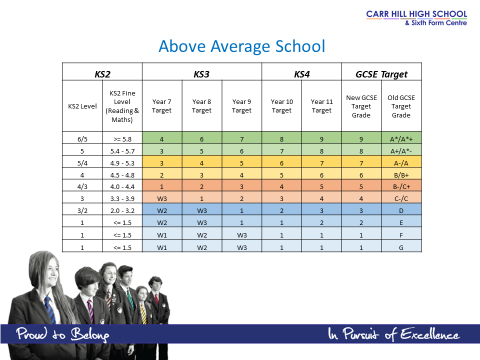 CARR HILL HIGH SCHOOL
& Sixth Form Centre
Above Average School
KS2 KS3 KS4 GCSE Target
KS2 Level KS2 Fine Level (Reading & Maths) Year 7 Target Year 8 Target Year 9 Target Year 10 Target Year 11 Target New GCSE Target Grade Old GCSE Target Grade
6/5 >= 5.8 4 6 7 8 9 9 A*/A*+
5 5.4 - 5.7 3 5 6 7 8 8 A+/A*-
5/4 4.9 - 5.3 3 4 5 6 7 7 A-/A
4 4.5 - 4.8 2 3 4 5 6 6 B/B+
4/3 4.0 - 4.4 1 2 3 4 5 5 B-/C+
3 3.3 - 3.9 W3 1 2 3 4 4 C-/C
3/2 2.0 - 3.2 W2 W3 1 2 3 3 D
1 <= 1.5 W2 W3 1 1 2 2 E
1 <= 1.5 W1 W2 W3 1 1 1 F
1 <= 1.5 W1 W2 W3 1 1 1 G
Proud to Belong
In Pursuit of Excellence